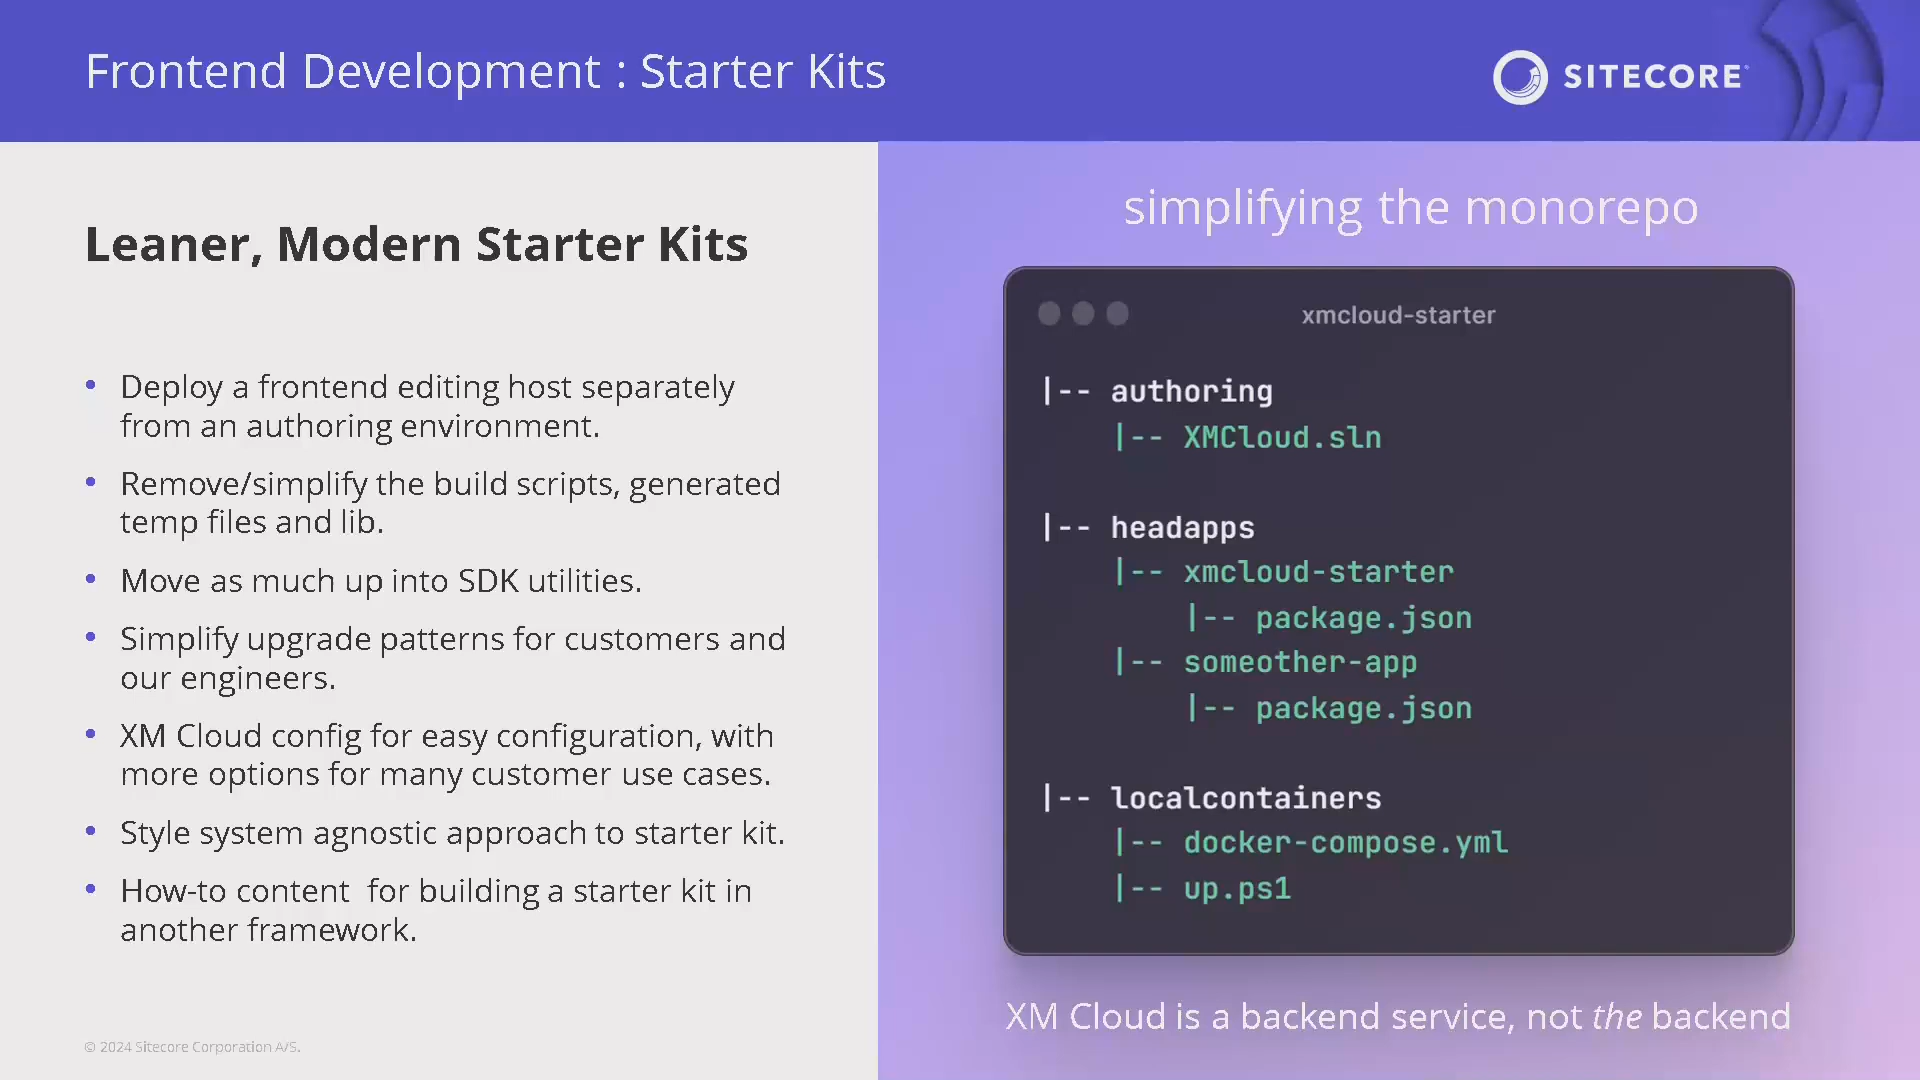 Frontend Development : Starter Kits
SITECORE
Leaner, Modern Starter Kits
• Deploy a frontend editing host separately
from an authoring environment.
• Remove/simplify the build scripts, generated
temp files and lib.
• Move as much up into SDK utilities.
• Simplify upgrade patterns for customers and
our engineers.
• XM Cloud config for easy configuration, with
more options for many customer use cases.
• Style system agnostic approach to starter kit.
• How-to content  for building a starter kit in
another framework.
© 2024 Sitecore Corporation A/S.
simplifying the monorepo
xmcloud-starter
|-- authoring
    |-- XMCloud.sln
|-- headapps
    |-- xmcloud-starter
        |-- package.json
    |-- someother-app
        |-- package.json
|-- localcontainers
    |-- docker-compose.yml
    |-- up.ps1
XM Cloud is a backend service, not the backend